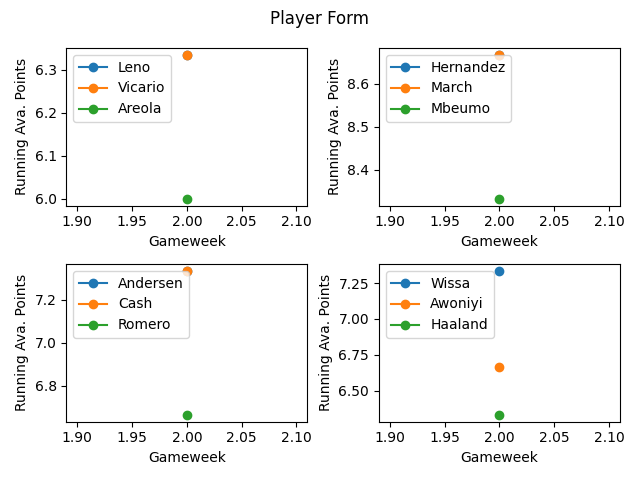 Player Form
Running Ava. Points
6.3
6.2
6.1
6.0
Leno
Vicario
Areola
1.90 1.95 2.00 2.05 2.10
Gameweek
Running Ava. Points
8.6
8.5
8.4
Hernandez
March
Mbeumo
1.90 1.95 2.00 2.05 2.10
Gameweek
Running Ava. Points
7.2
7.0
6.8
Andersen
Cash
Romero
1.90 1.95 2.00 2.05 2.10
Gameweek
Running Ava. Points
7.25
7.00
6.75
6.50
Wissa
Awoniyi
Haaland
1.90 1.95 2.00 2.05 2.10
Gameweek